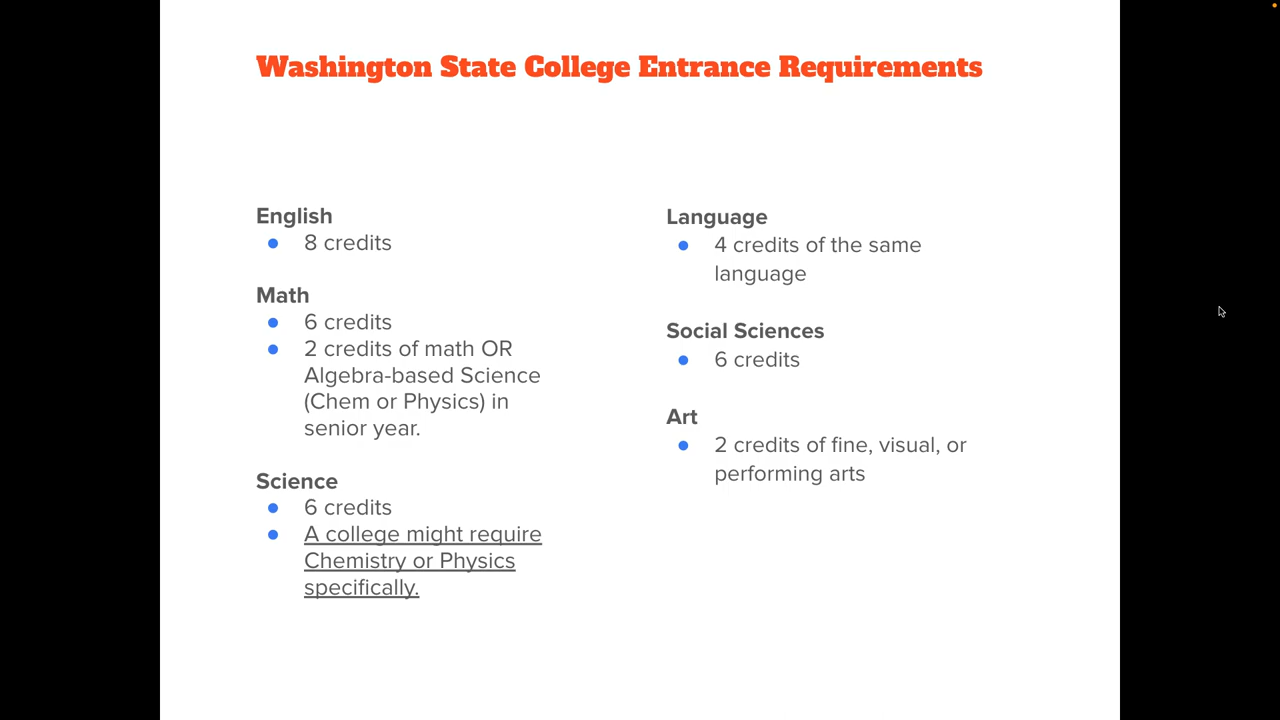 Washington State College Entrance Requirements
English
● 8 credits
Math
● 6 credits
● 2 credits of math OR
Algebra-based Science
(Chem or Physics) in
senior year.
Science
● 6 credits
● A college might require
Chemistry or Physics
specifically.
Language
● 4 credits of the same
language
Social Sciences
● 6 credits
Art
● 2 credits of fine, visual, or
performing arts